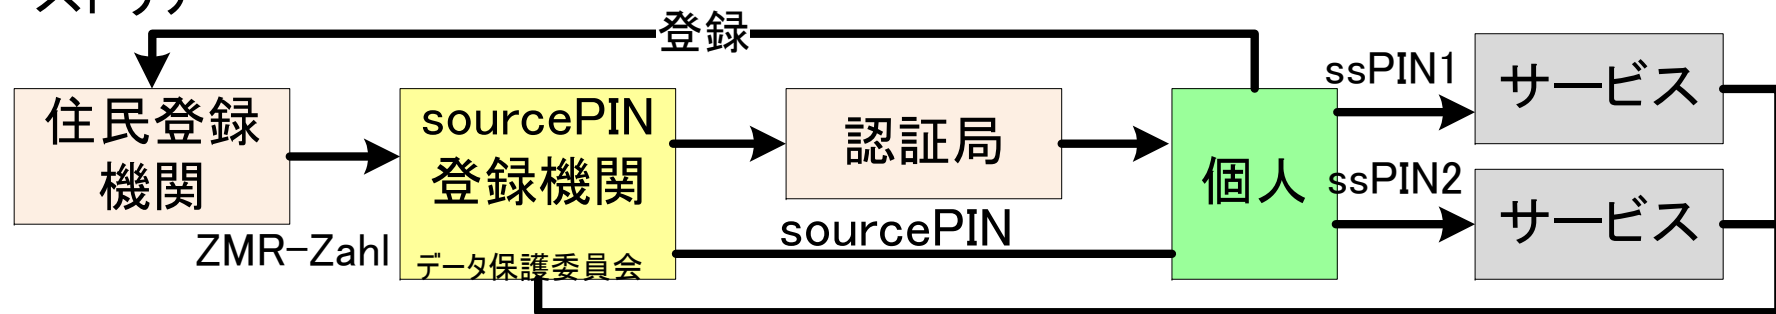 登録
ssPIN1
サービス
住民登録
機関
sourcePIN
登録機関
データ保護委員会
認証局
個人
ssPIN2
サービス
ZMR-Zahl
sourcePIN